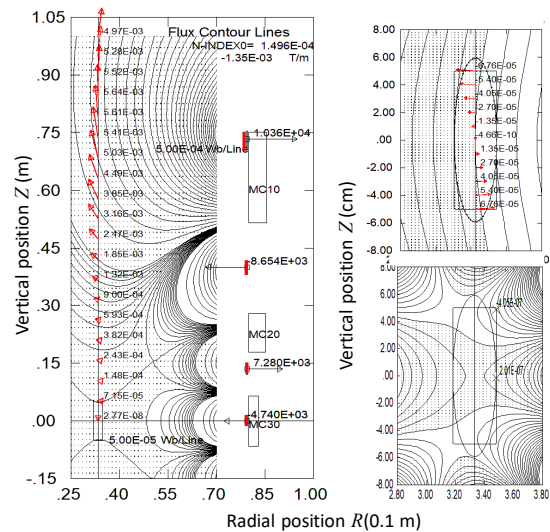 Flux Contour Lines
N-INDEX0= 1.496E-04
-1.35E-03 T/m
1.05
.90
.75
.60
.45
.30
.15
.00
-.15
4.97E-03
5.28E-03
5.52E-03
5.64E-03
5.61E-03
5.41E-03
5.03E-03
4.49E-03
3.85E-03
3.16E-03
2.47E-03
1.85E-03
1.32E-03
9.00E-04
5.93E-04
3.82E-04
2.43E-04
1.48E-04
7.15E-05
2.77E-08
5.00E-05 Wb/Line
5.00E-04 Wb/Line
1.036E+04
MC10
-8.654E+03
MC20
7.280E+03
-4.740E+03
MC30
.25 .40 .55 .70 .85 1.00
Vertical position Z (m)
8.00
6.00
4.00
2.00
0.00
-2.00
-4.00
-6.00
-8.00
-6.76E-05
-5.40E-05
-4.05E-05
-2.70E-05
-1.35E-05
4.66E-10
1.35E-05
2.70E-05
4.05E-05
5.40E-05
6.76E-05
Vertical position Z (cm)
8.00
6.00
4.00
2.00
0.00
-2.00
-4.00
-6.00
-8.00
-4.05E-07
2.01E-07
2.80 3.00 3.20 3.40 3.60 3.80
Radial position R(0.1 m)